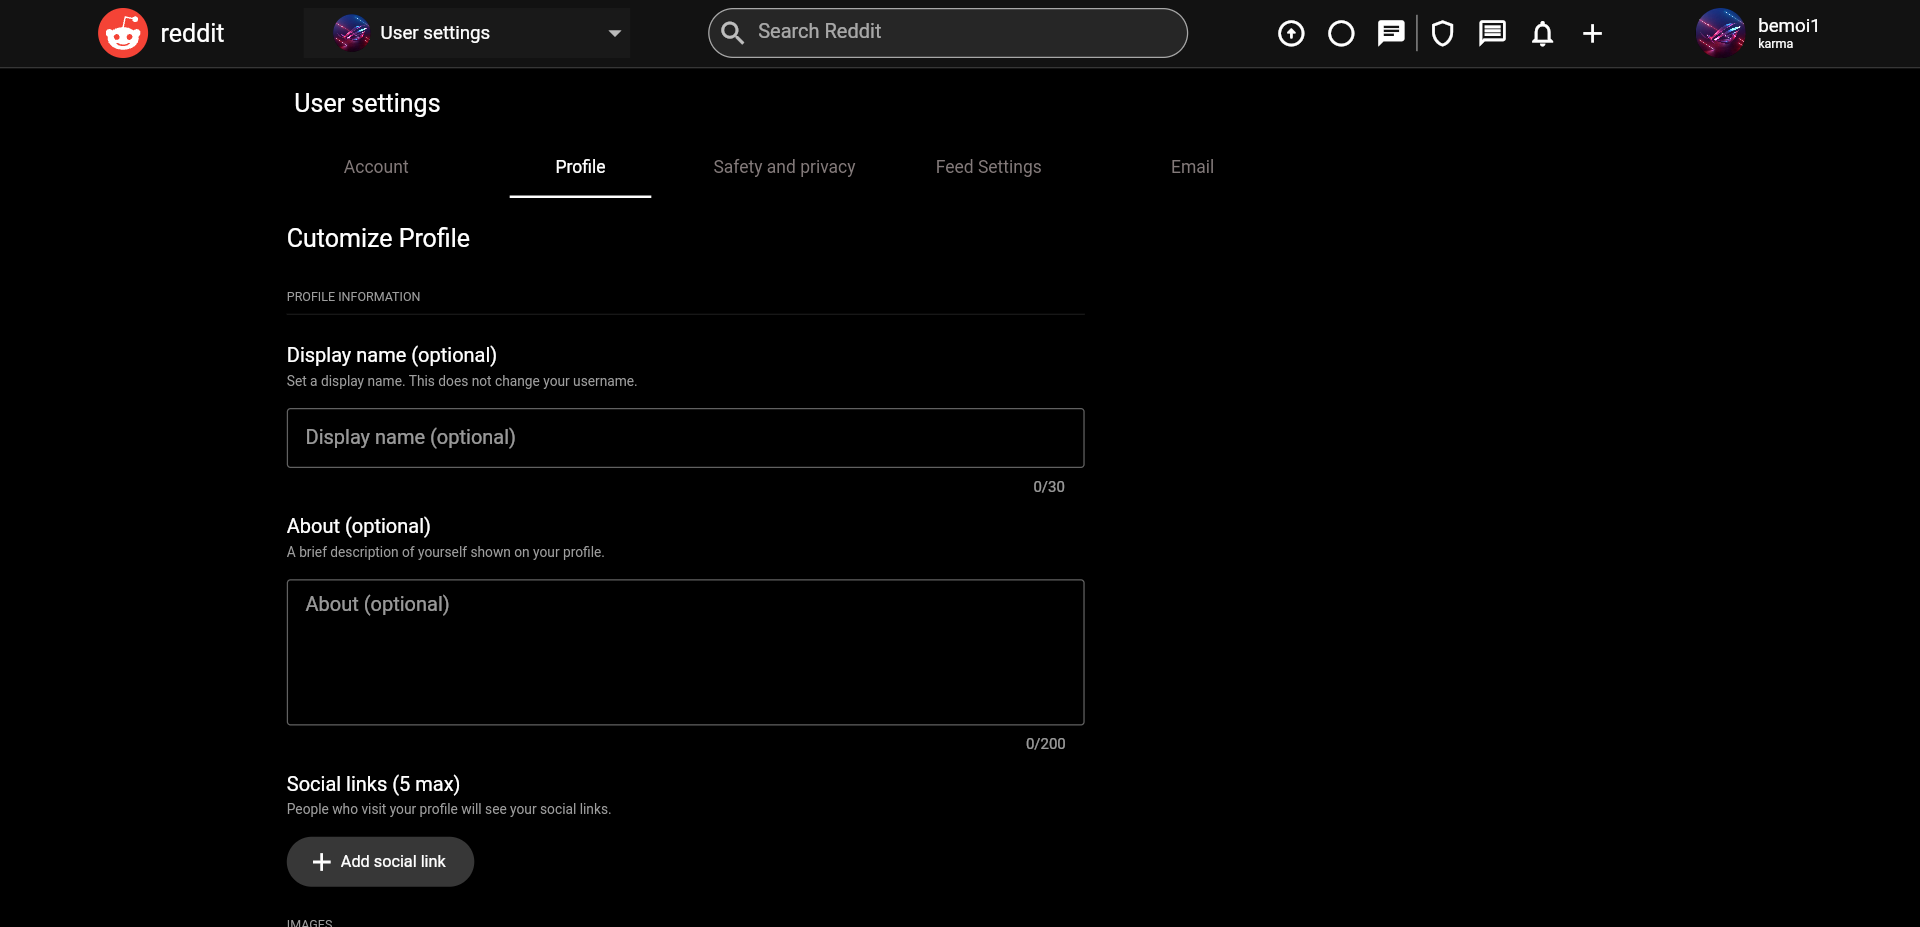 reddit
User settings
Search Reddit
bemoi1
karma
User settings
Account
Profile
Safety and privacy
Feed Settings
Email
Cutomize Profile
PROFILE INFORMATION
Display name (optional)
Set a display name. This does not change your username.
Display name (optional)
0/30
About (optional)
A brief description of yourself shown on your profile.
About (optional)
0/200
Social links (5 max)
People who visit your profile will see your social links.
Add social link
IMAGES